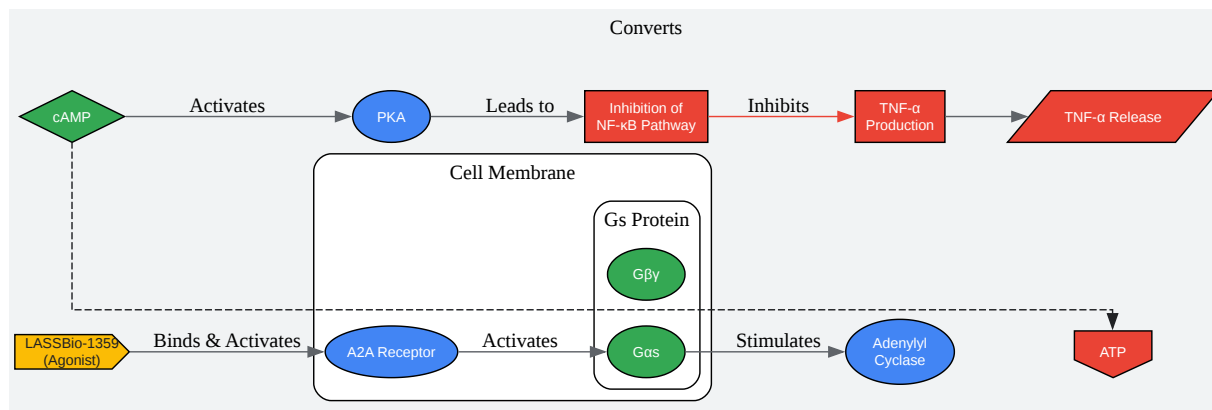 Converts
cAMP
Activates
PKA
Leads to
Inhibition of
NF-κB Pathway
Inhibits
TNF-α
Production
TNF-α Release
Cell Membrane
Gs Protein
Gβγ
LASSBio-1359
(Agonist)
Binds & Activates
A2A Receptor
Activates
Gαs
Stimulates
Adenylyl
Cyclase
ATP